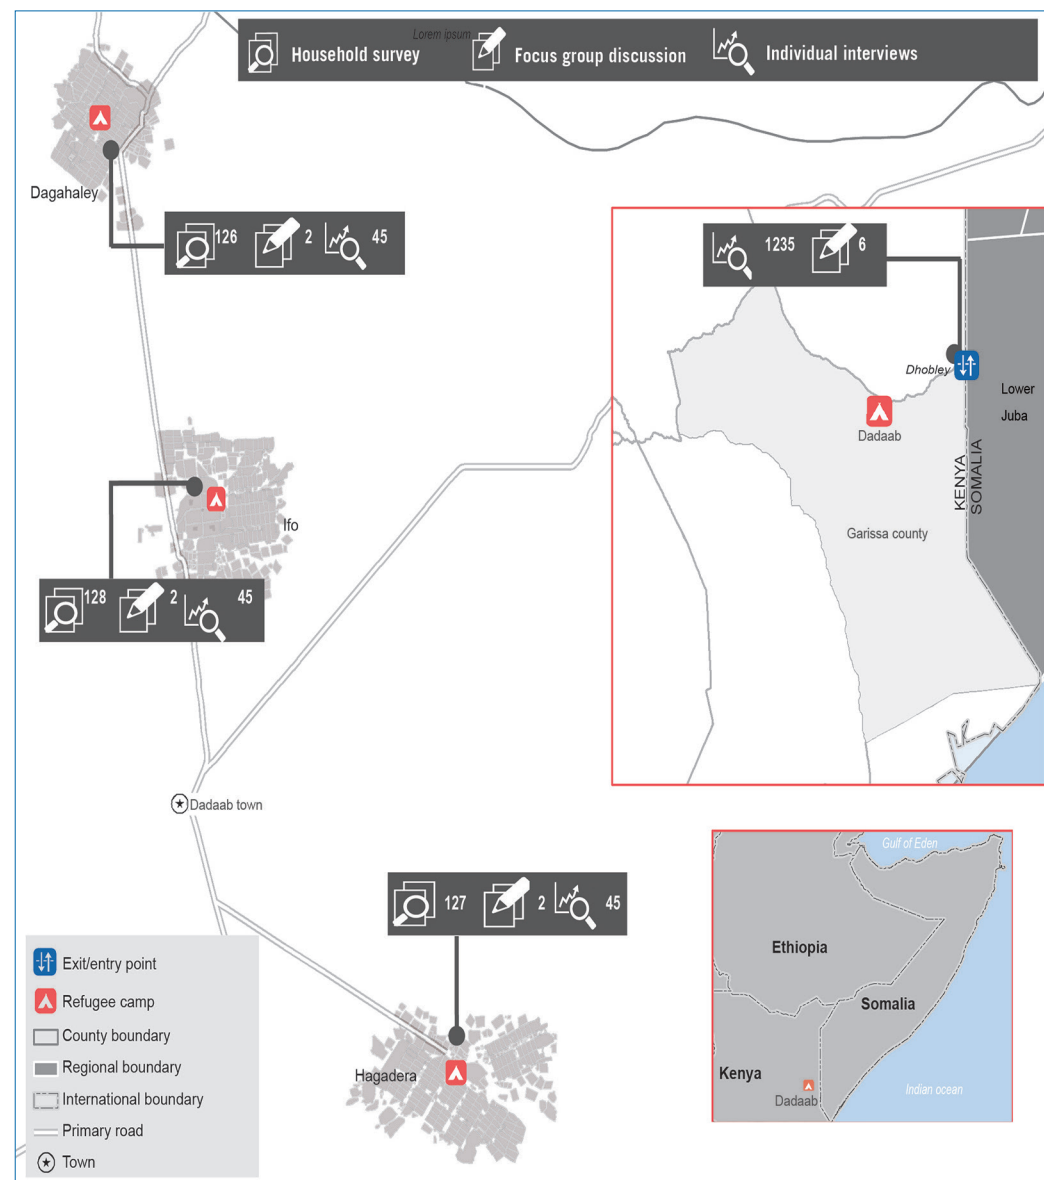 Lorem ipsum
Household survey
Focus group discussion
Individual interviews
Dagahaley
126 2 45
1235 6
Dhobley
Lower
Juba
Dadaab
KENYA
SOMALIA
Garissa county
Ifo
128 2 45
Dadaab town
127 2 45
Hagadera
Gulf of Eden
Ethiopia
Somalia
Kenya
Dadaab
Indian ocean
Exit/entry point
Refugee camp
County boundary
Regional boundary
International boundary
Primary road
Town